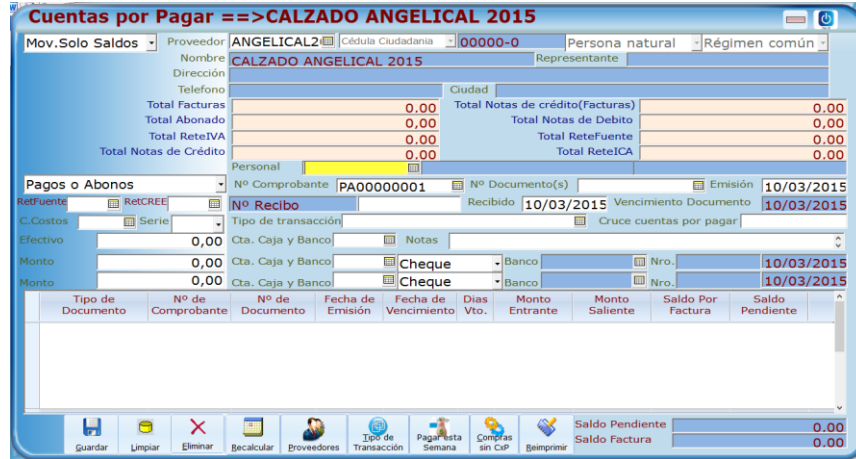 Cuentas por Pagar ==>CALZADO ANGELICAL 2015
Mov.Solo Saldos Proveedor ANGELICAL2 Cédula Ciudadania 00000-0 Persona natural Régimen común
Nombre CALZADO ANGELICAL 2015 Representante
Dirección
Telefono Ciudad
Total Facturas 0.00 Total Notas de crédito(Facturas) 0.00
Total Abonado 0,00 Total Notas de Debito 0,00
Total ReteIVA 0.00 Total ReteFuente 0.00
Total Notas de Crédito 0.00 Total ReteICA 0.00
Personal
Pagos o Abonos Nº Comprobante PA00000001 Nº Documento(s) Emisión 10/03/2015
RetFuente RetCREE Nº Recibo Recibido 10/03/2015 Vencimiento Documento 10/03/2015
C.Costos Serie Tipo de transacción Cruce cuentas por pagar
Efectivo 0,00 Cta. Caja y Banco Notas
Monto 0,00 Cta. Caja y Banco Cheque Banco Nro. 10/03/2015
Monto 0,00 Cta. Caja y Banco Cheque Banco Nro. 10/03/2015
Tipo de Nº de Nº de Fecha de Fecha de Dias Monto Monto Saldo Por Saldo
Documento Comprobante Documento Emisión Vencimiento Vto. Entrante Saliente Factura Pendiente
Guardar Limpiar Eliminar Recalcular Proveedores Tipo de Transacción Pagar esta Semana Compras sin CxP Reimprimir
Saldo Pendiente 0.00
Saldo Factura 0.00